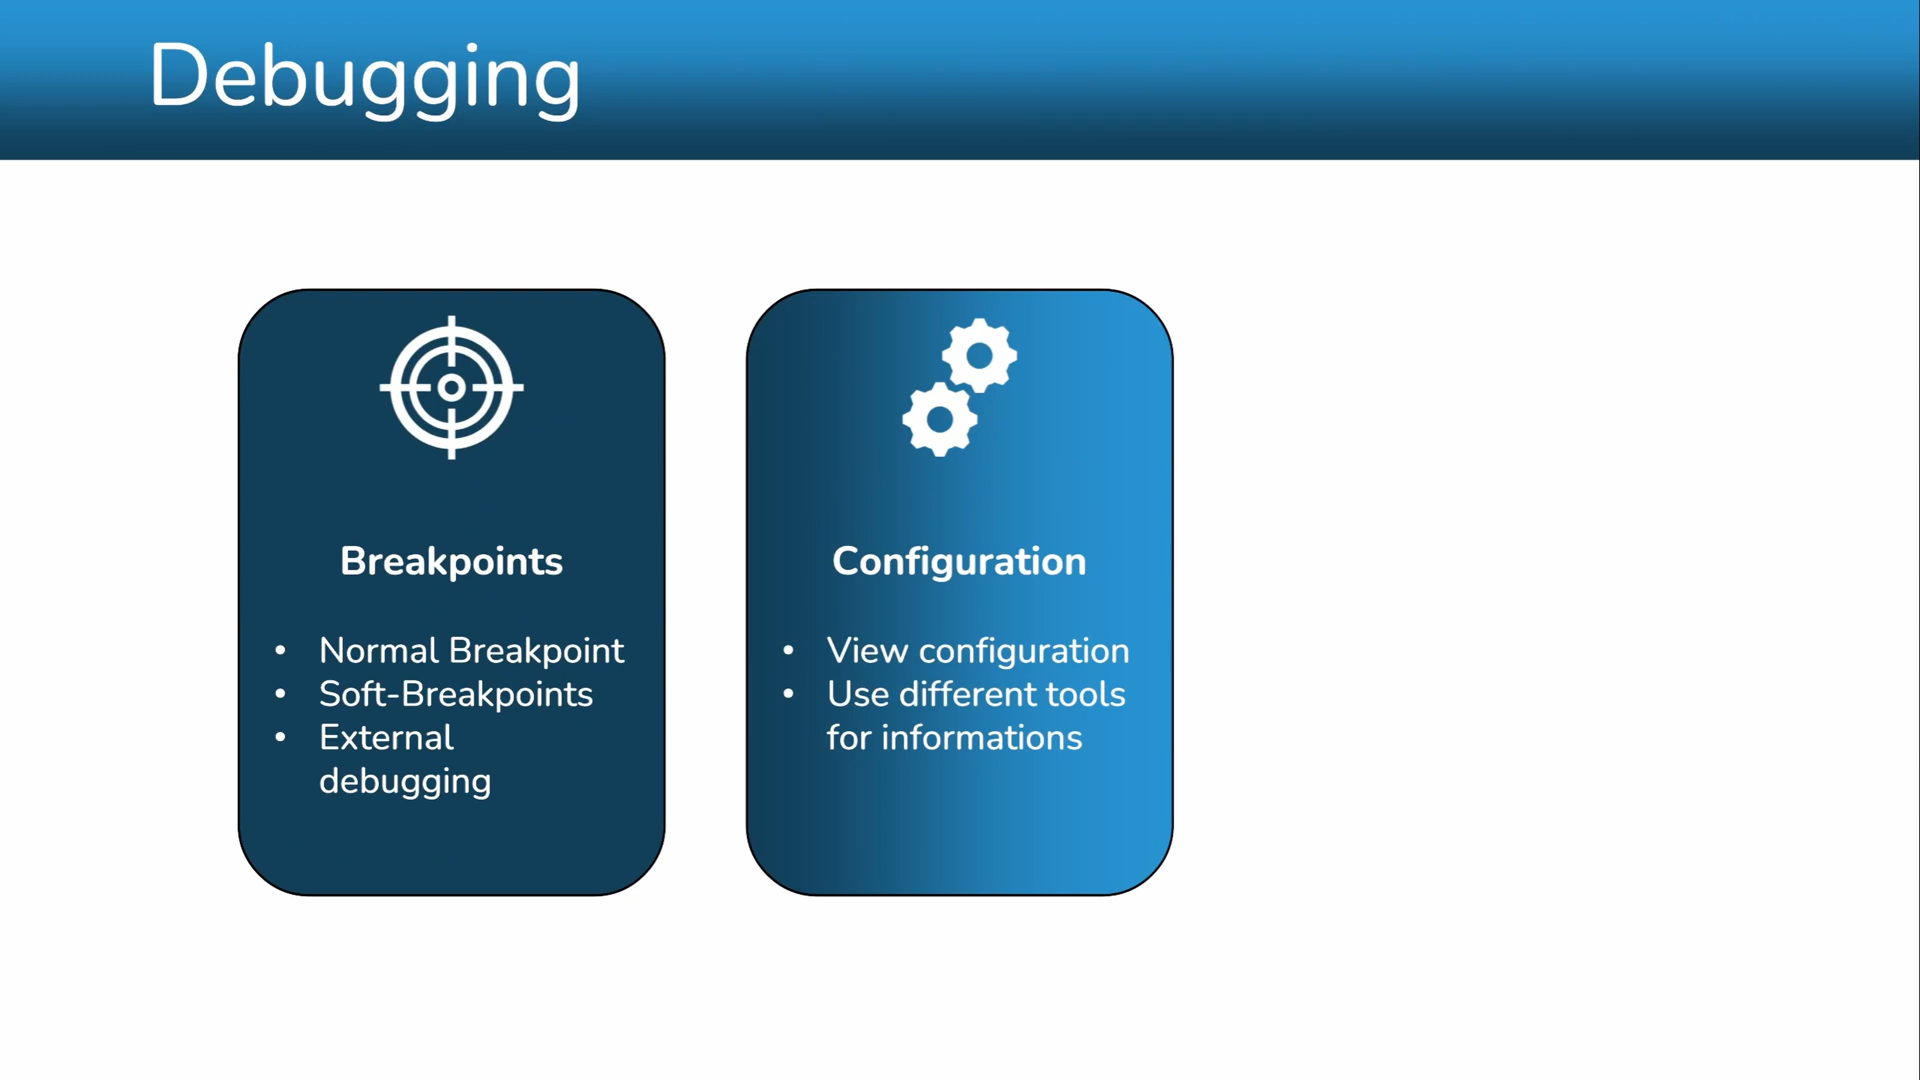 Debugging
Breakpoints
• Normal Breakpoint
• Soft-Breakpoints
• External
debugging
Configuration
• View configuration
• Use different tools
for informations